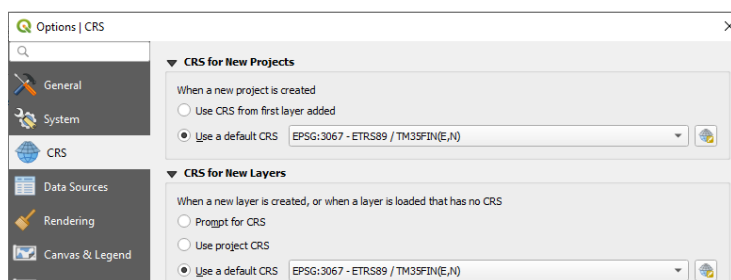 Options | CRS
General
System
CRS
Data Sources
Rendering
Canvas & Legend
CRS for New Projects
When a new project is created
Use CRS from first layer added
Use a default CRS EPSG:3067 - ETRS89 / TM35FIN(E,N)
CRS for New Layers
When a new layer is created, or when a layer is loaded that has no CRS
Prompt for CRS
Use project CRS
Use a default CRS EPSG:3067 - ETRS89 / TM35FIN(E,N)